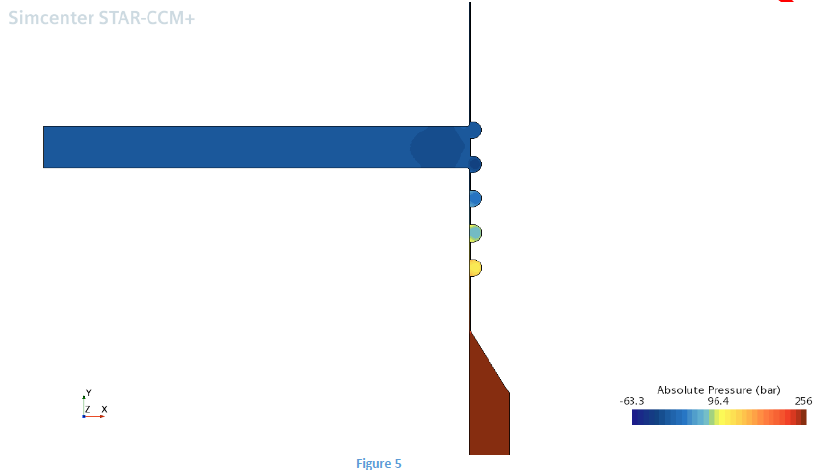 Simcenter STAR-CCM+
Y
Z X
Absolute Pressure (bar)
-63.3 96.4 256
Figure 5